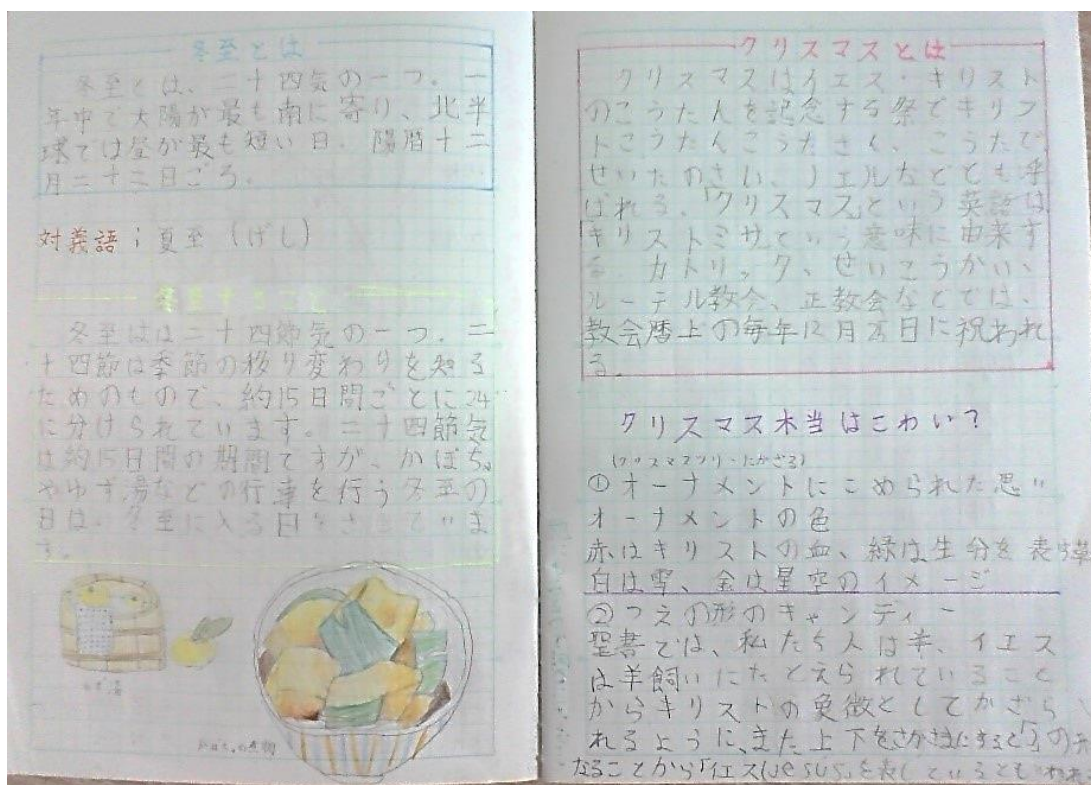 冬至とは
冬至とは、二十四気の一つ。一
年中で太陽が最も南に寄り、北半
球では昼が最も短い日。陽暦十二
月二十二日ごろ。
対義語;夏至(げし)
冬至すること
冬至はは二十四節気の一つ。二
十四節は季節の移り変わりを知る
ためのもので、約15日間ごとに24
に分けられています。二十四節気
は約15日間の期間ですが、かぼちゃ
やゆず湯などの行事を行う冬至の
日は、冬至に入る日をさしていま
す。
ゆず湯
かぼちゃの煮物
クリスマスとは
クリスマスはイエス・キリスト
のこうたんを記念する祭でキリス
トこうたん
ノエルなどとも呼
ばれる。「クリスマス」という英語は
キリストミサという意味に由来す
る カトリック、せいこうかい、
ルーテル教会、正教会などでは、
教会暦上の毎年12月25日に祝われ
る。
クリスマス本当はこわい?
(クリスマスツリーにかざる)
①オーナメントにこめられた思い
オーナメントの色
赤はキリストの血、緑は生分を表
白は雪、金は星空のイメージ
②つえの形のキャンディー
聖書では、私たち人は羊、イエス
は羊飼いにたとえられていること
からキリストの象徴としてかざら
れるように、また上下をさかさまにすると「J」の
なることから「イエス(Jesus)を表しているともいわれ